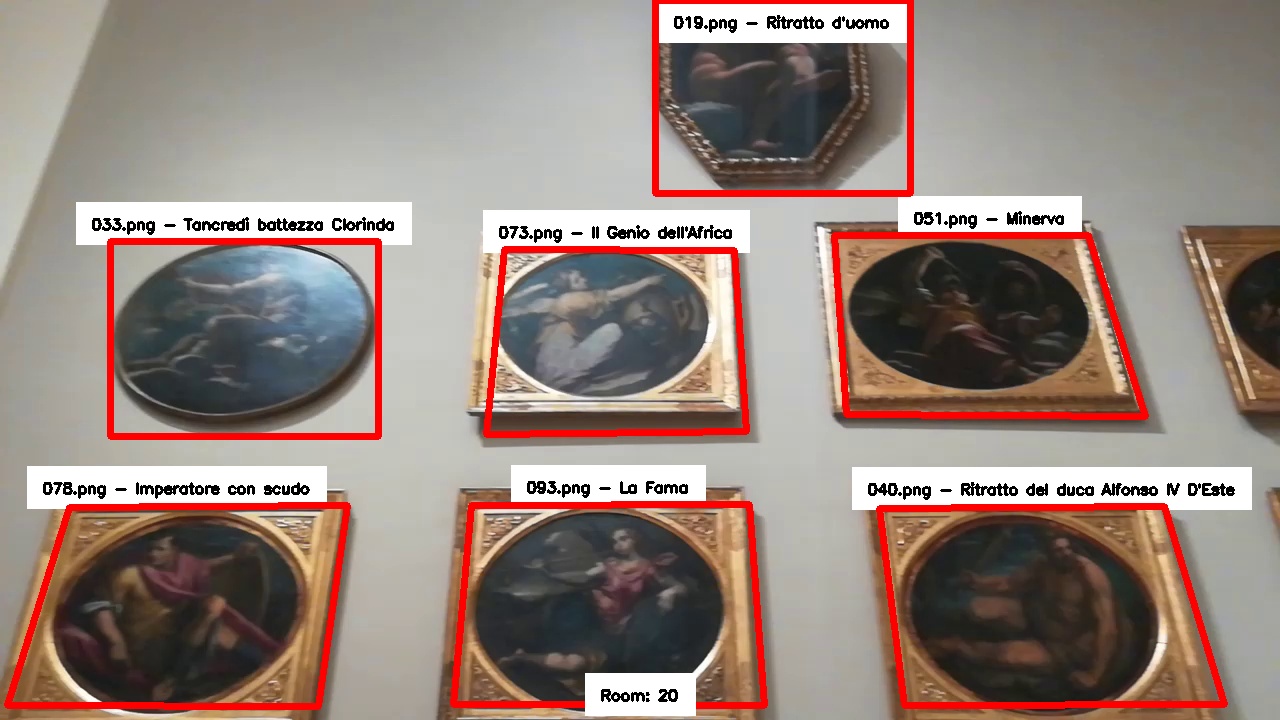 019.png - Ritratto d'uomo
033.png - Tancredi battezza Clorinda
073.png - Il Genio dell'Africa
051.png - Minerva
078.png - Imperatore con scudo
093.png - La Fama
040.png - Ritratto del duca Alfonso IV D'Este
Room: 20